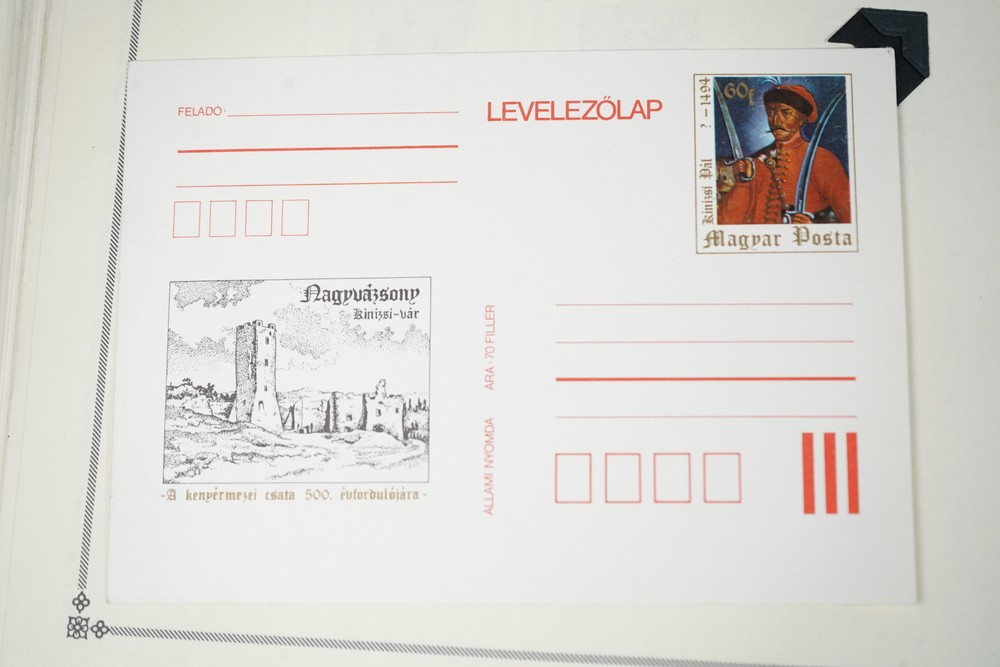 FELADÓ:
LEVELEZŐLAP
60f
Kinizsi Pál ? – 1494
Magyar Posta
Nagyvázsony
Kinizsi-vár
-A kenyérmezei csata 500. évfordulójára-
ÁLLAMI NYOMDA ÁRA: 70 FILLÉR